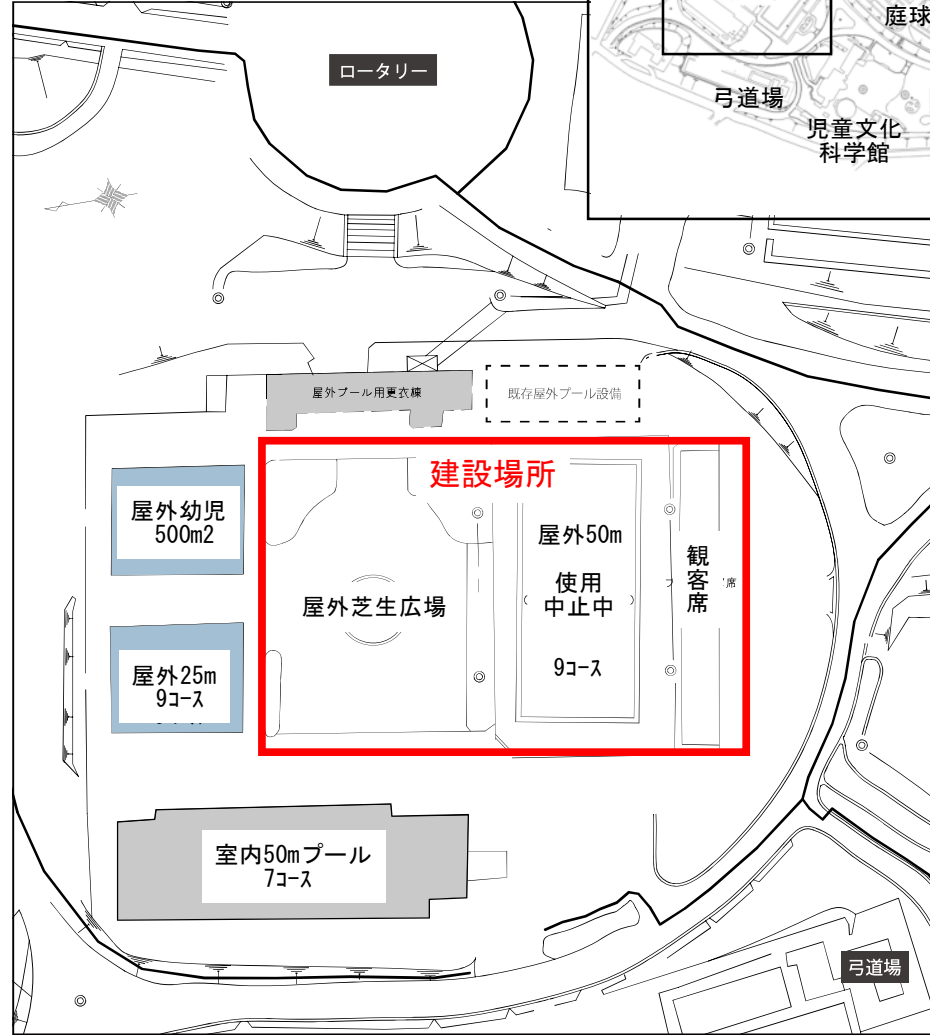 庭球
ロータリー
弓道場
児童文化
科学館
屋外プール用更衣棟
既存屋外プール設備
建設場所
屋外幼児
500m2
屋外50m
使用
中止中
9コース
観客席
席
屋外芝生広場
屋外25m
9コース
室内50mプール
7コース
弓道場